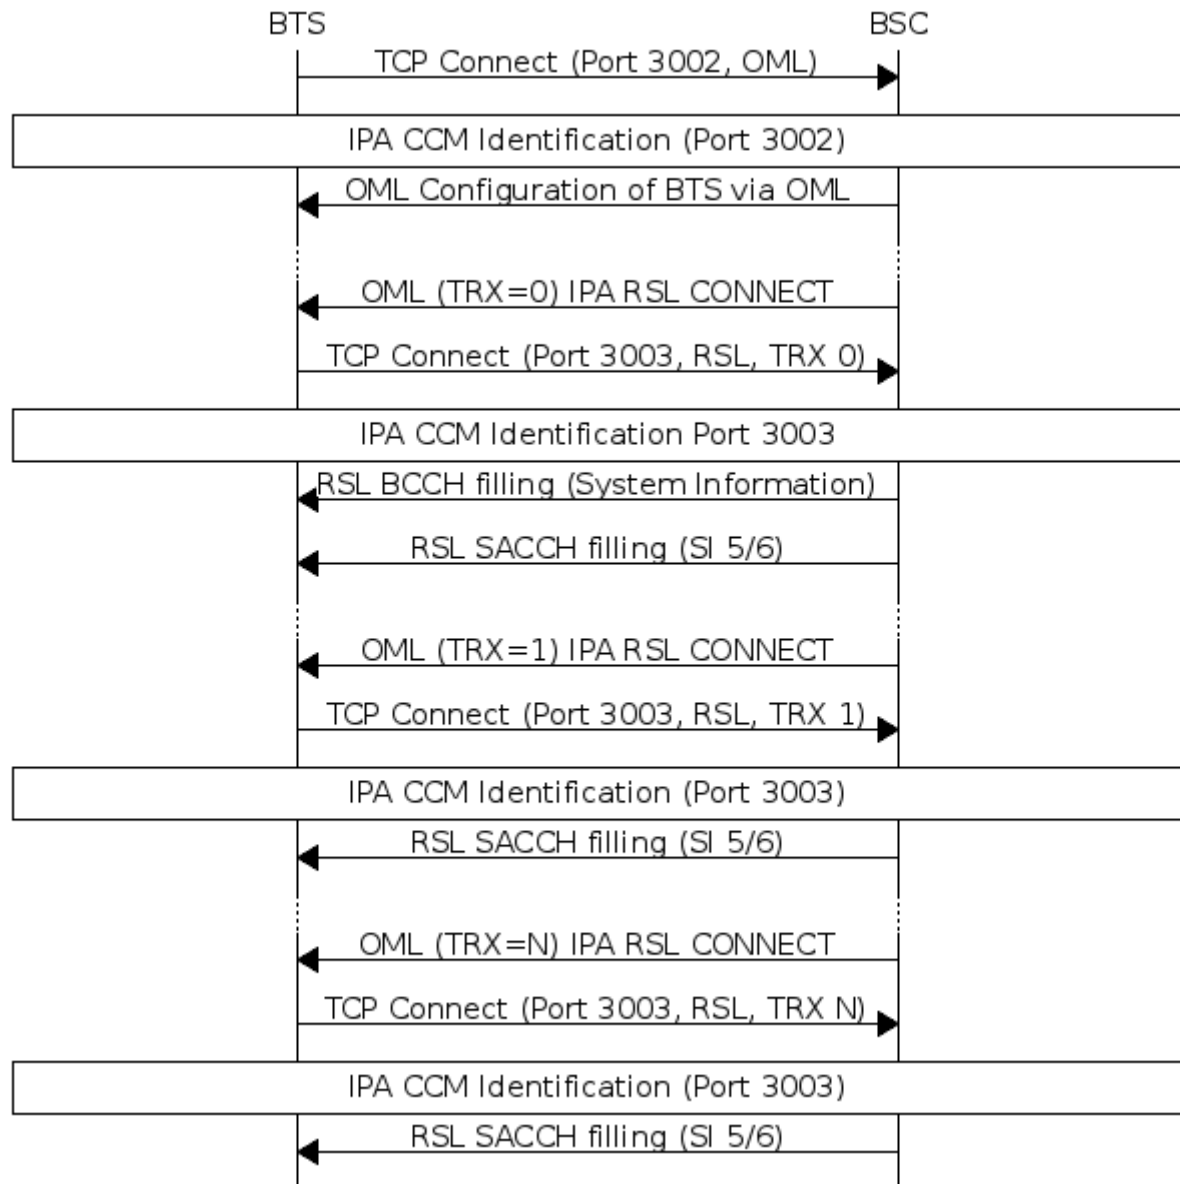 BTS BSC
TCP Connect (Port 3002, OML)
IPA CCM Identification (Port 3002)
OML Configuration of BTS via OML
OML (TRX=0) IPA RSL CONNECT
TCP Connect (Port 3003, RSL, TRX 0)
IPA CCM Identification Port 3003
RSL BCCH filling (System Information)
RSL SACCH filling (SI 5/6)
OML (TRX=1) IPA RSL CONNECT
TCP Connect (Port 3003, RSL, TRX 1)
IPA CCM Identification (Port 3003)
RSL SACCH filling (SI 5/6)
OML (TRX=N) IPA RSL CONNECT
TCP Connect (Port 3003, RSL, TRX N)
IPA CCM Identification (Port 3003)
RSL SACCH filling (SI 5/6)